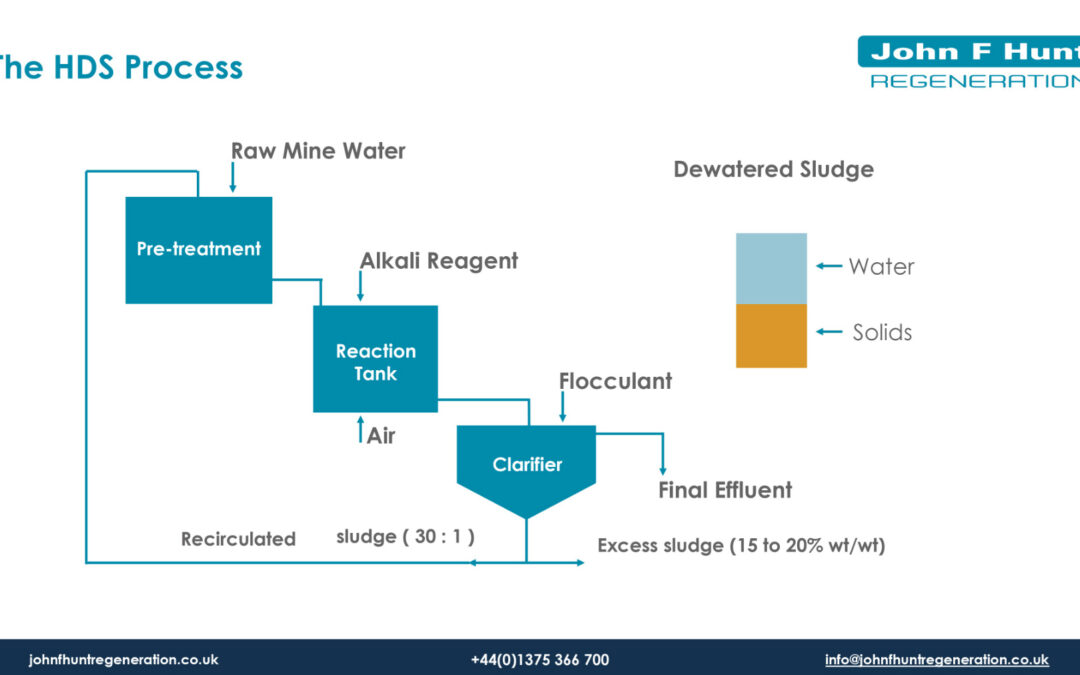 The HDS Process
John F Hunt
REGENERATION
Raw Mine Water
Dewatered Sludge
Pre-treatment
Alkali Reagent
Water
Solids
Reaction
Tank
Flocculant
Air
Clarifier
Final Effluent
Recirculated sludge ( 30 : 1 )
Excess sludge (15 to 20% wt/wt)
johnfhuntregeneration.co.uk
+44(0)1375 366 700
info@johnfhuntregeneration.co.uk